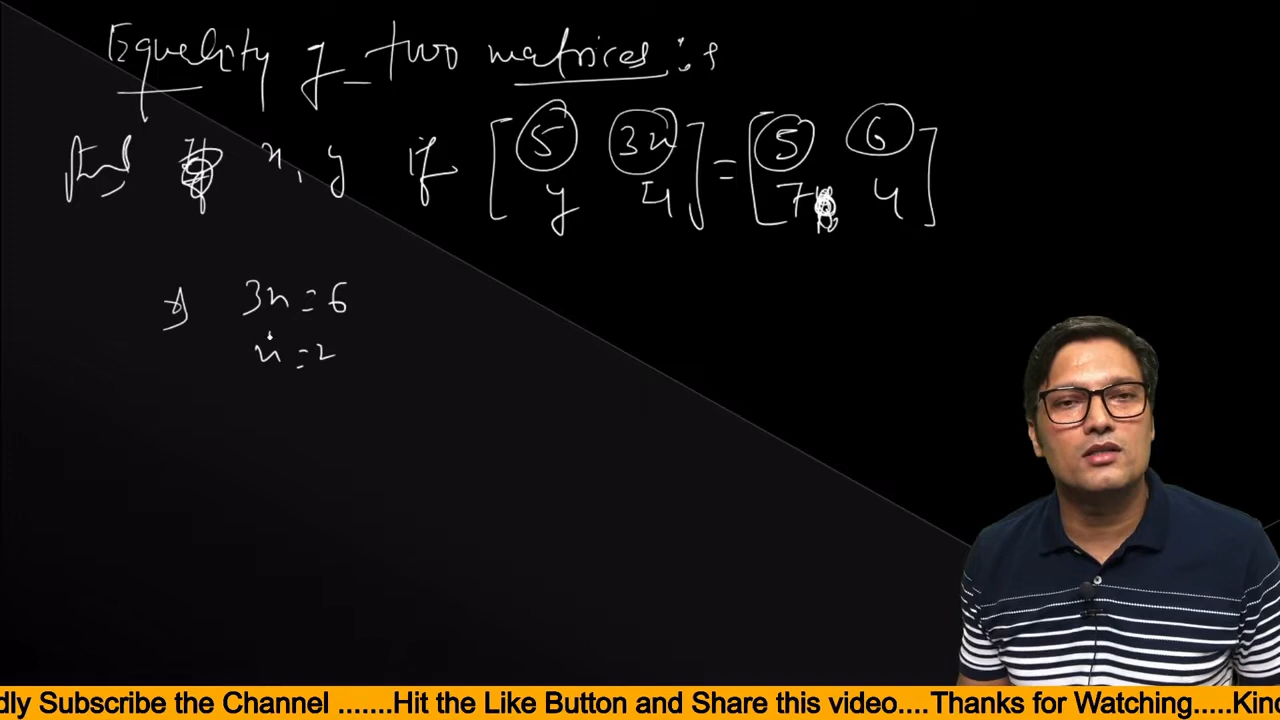 Equality of two matrices :
Find x, y if [5 3x] = [5 6]
[y 4] [7 4]
⇒ 3x = 6
x = 2
dly Subscribe the Channel .......Hit the Like Button and Share this video....Thanks for Watching.....Kind